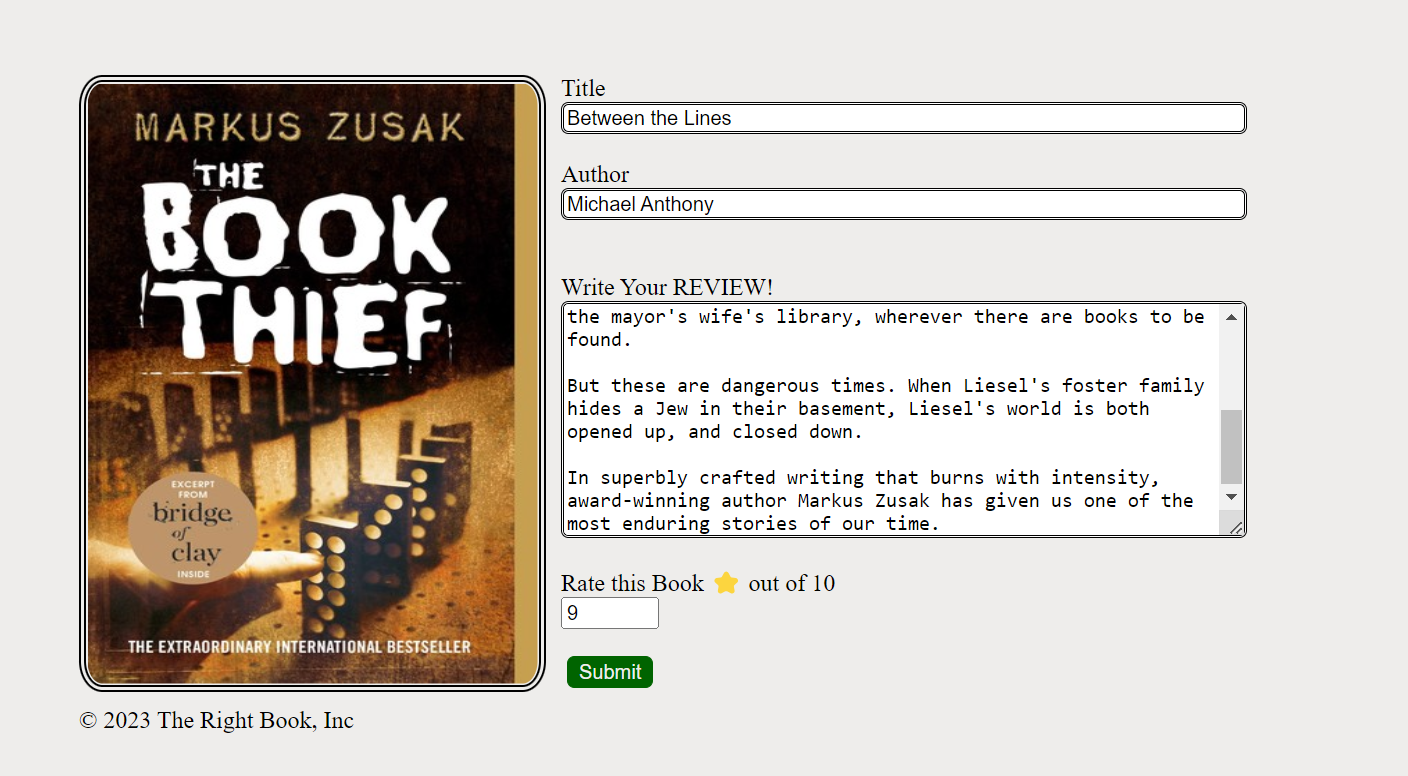 MARKUS ZUSAK
THE
BOOK
THIEF
EXCERPT
FROM
bridge
of
clay
INSIDE
THE EXTRAORDINARY INTERNATIONAL BESTSELLER
Title
Between the Lines
Author
Michael Anthony
Write Your REVIEW!
the mayor's wife's library, wherever there are books to be
found.
But these are dangerous times. When Liesel's foster family
hides a Jew in their basement, Liesel's world is both
opened up, and closed down.
In superbly crafted writing that burns with intensity,
award-winning author Markus Zusak has given us one of the
most enduring stories of our time.
Rate this Book ⭐ out of 10
9
Submit
© 2023 The Right Book, Inc